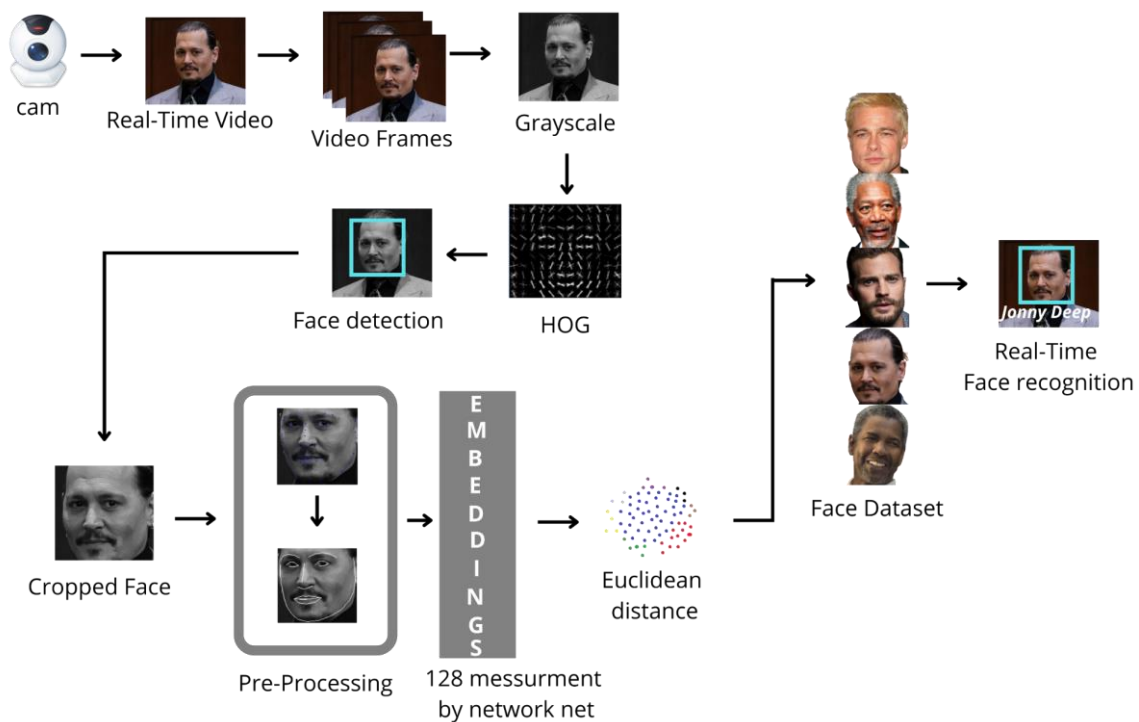 cam
Real-Time Video
Video Frames
Grayscale
Face detection
HOG
Jonny Deep
Real-Time
Face recognition
Face Dataset
Cropped Face
Pre-Processing
EMBEDDINGS
128 messurment
by network net
Euclidean
distance